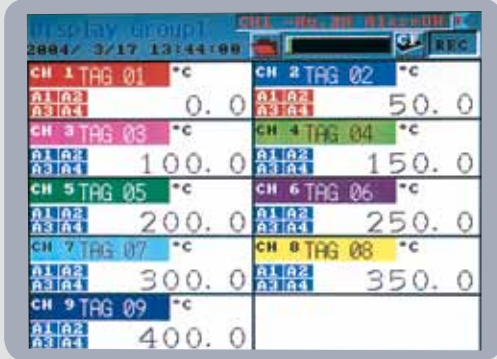 Display Group1
CH1 -No.2H AlarmON
2004/ 3/17 13:44:00
REC
CH 1 TAG 01 °C
A1 A2
A3 A4
0. 0
CH 2 TAG 02 °C
A1 A2
A3 A4
50. 0
CH 3 TAG 03 °C
A1 A2
A3 A4
100. 0
CH 4 TAG 04 °C
A1 A2
A3 A4
150. 0
CH 5 TAG 05 °C
A1 A2
A3 A4
200. 0
CH 6 TAG 06 °C
A1 A2
A3 A4
250. 0
CH 7 TAG 07 °C
A1 A2
A3 A4
300. 0
CH 8 TAG 08 °C
A1 A2
A3 A4
350. 0
CH 9 TAG 09 °C
A1 A2
A3 A4
400. 0